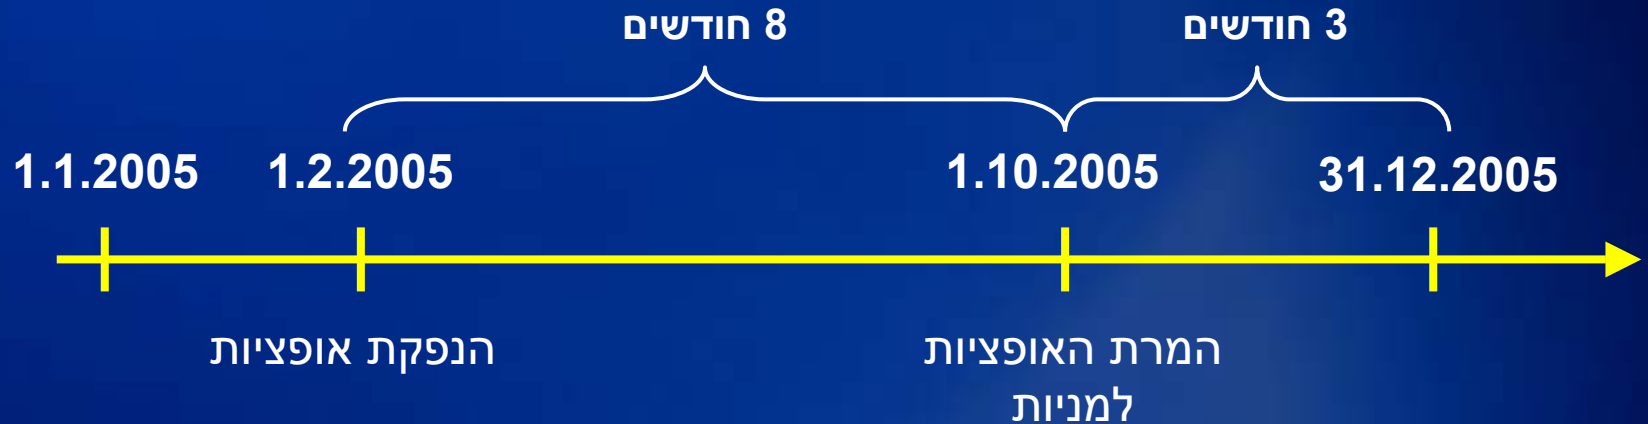 8 חודשים
3 חודשים
1.1.2005
1.2.2005
1.10.2005
31.12.2005
הנפקת אופציות
המרת האופציות
למניות